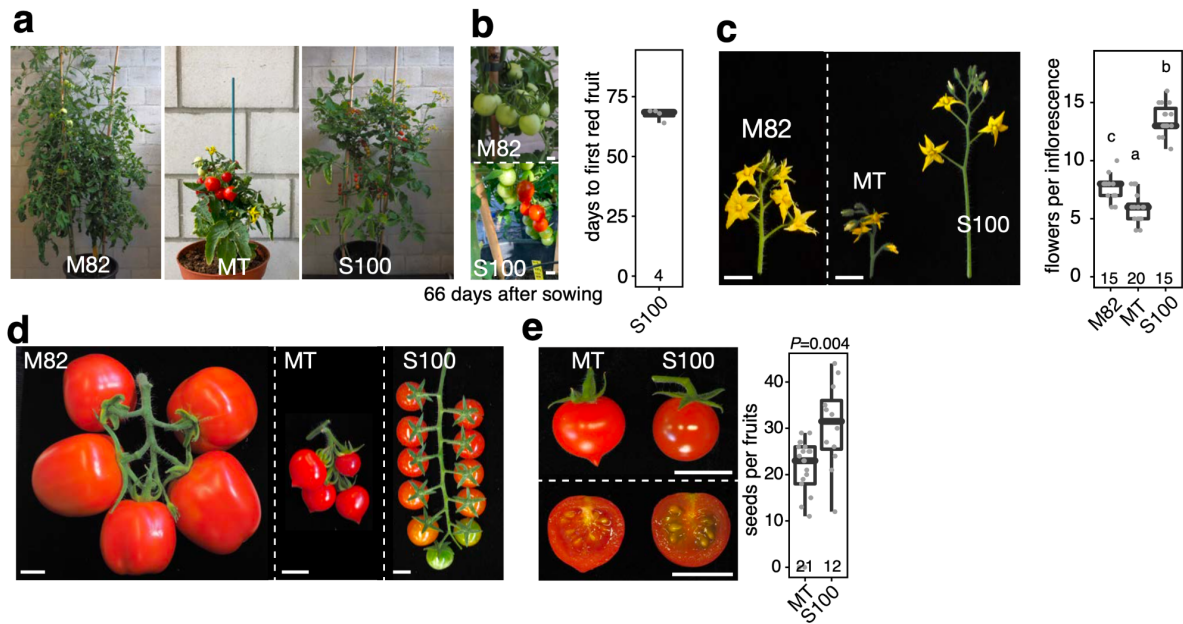 a
M82
MT
S100
b
M82
S100
66 days after sowing
days to first red fruit
75
50
25
0
4
S100
c
M82
MT
S100
flowers per inflorescence
15
10
5
0
c
a
b
15 20 15
M82
MT
S100
d
M82
MT
S100
e
MT
S100
P=0.004
seeds per fruits
40
30
20
10
0
21 12
MT
S100